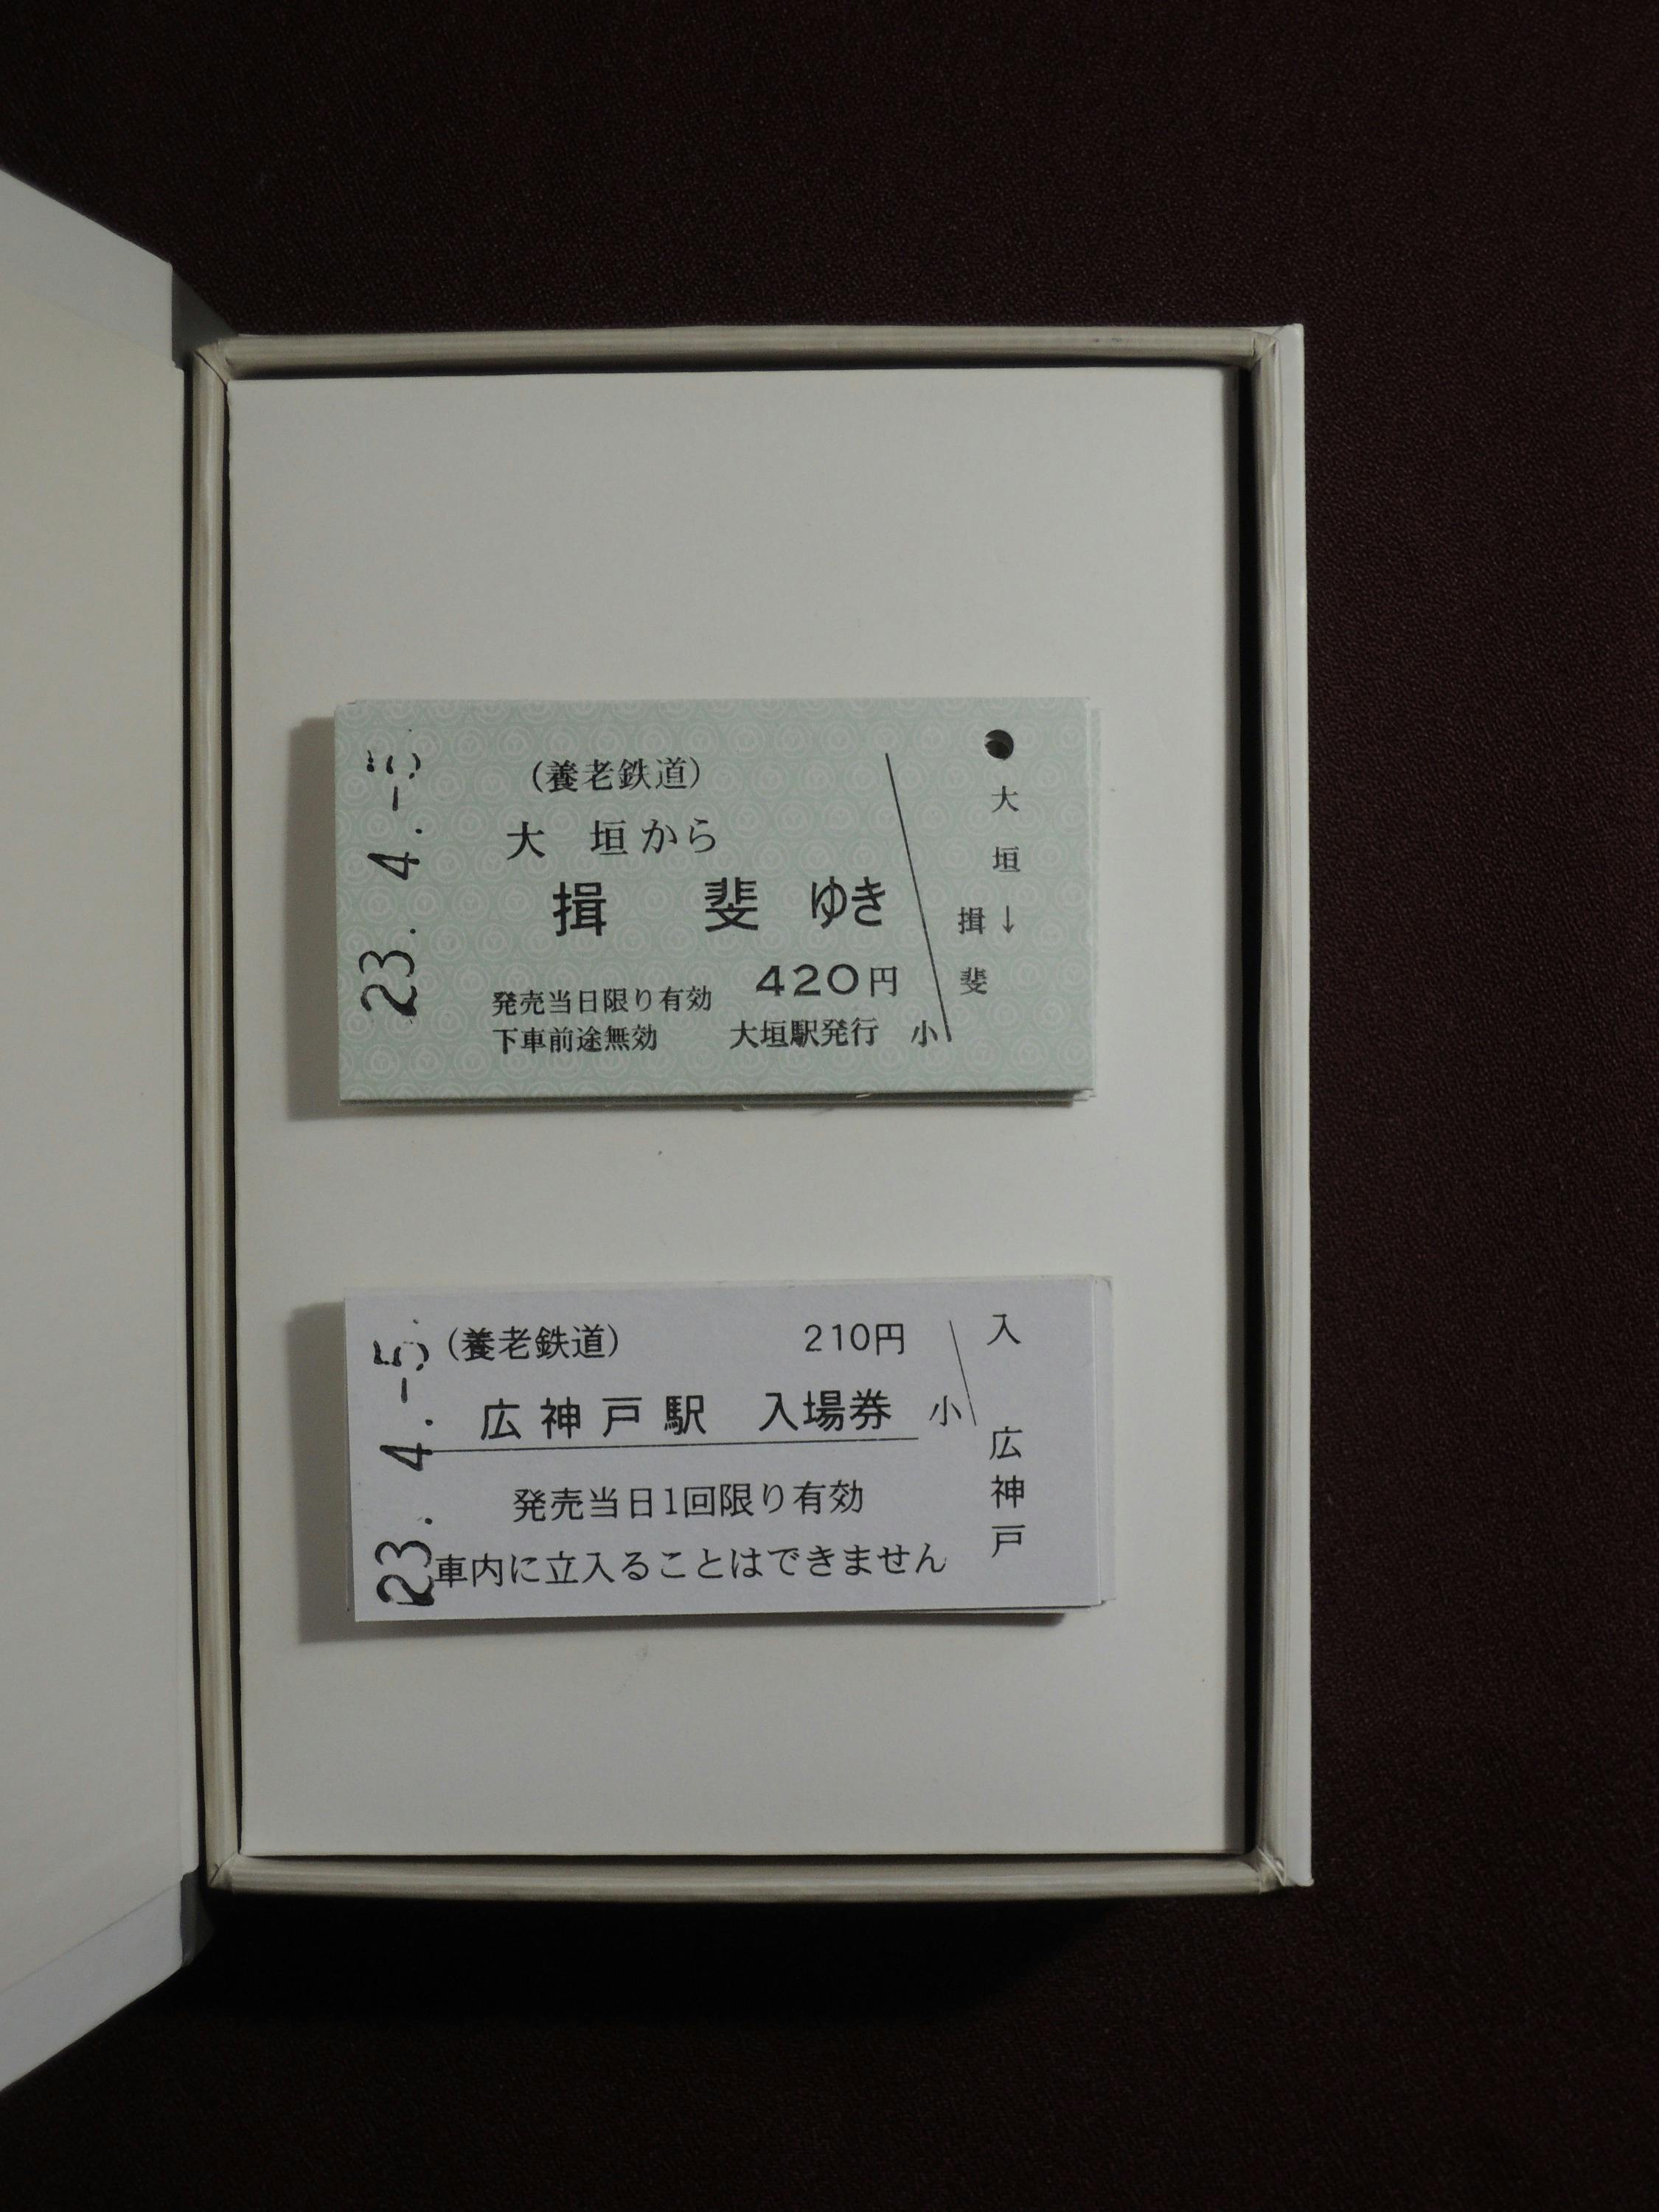 23. 4. -5
(養老鉄道)
大 垣から
揖 斐 ゆき
420円
発売当日限り有効
下車前途無効 大垣駅発行 小
大垣→
揖斐
23. 4. -5.
(養老鉄道) 210円
広神戸駅 入場券 小
発売当日1回限り有効
車内に立入ることはできません
入 広神戸